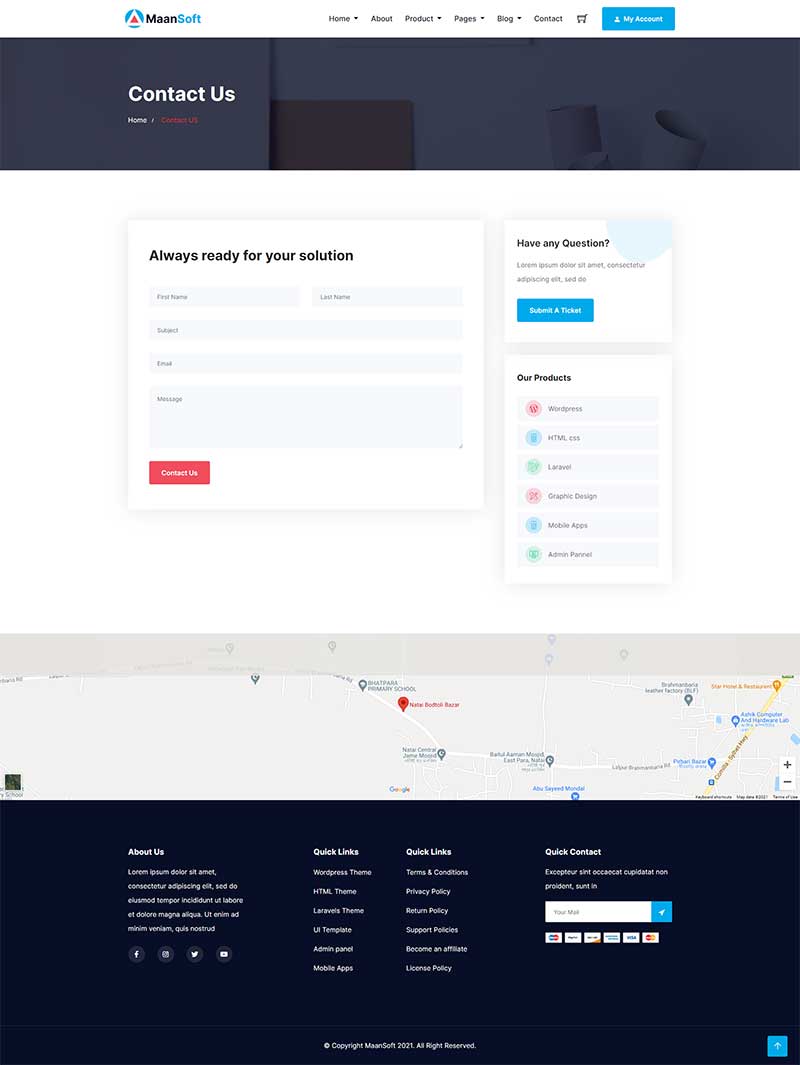 MaanSoft
Home About Product Pages Blog Contact My Account
Contact Us
Home / Contact US
Always ready for your solution
First Name Last Name
Subject
Email
Message
Contact Us
Have any Question?
Lorem ipsum dolor sit amet, consectetur
adipiscing elit, sed do
Submit A Ticket
Our Products
Wordpress
HTML css
Laravel
Graphic Design
Mobile Apps
Admin Pannel
BHATPARA
PRIMARY SCHOOL
Natai Bodtoli Bazar
Brahmanbaria
leather factory (BLF)
Star Hotel & Restaurant
Ashik Computer
And Hardware Lab
Natai Central
Jame Mosjid
Baitul Aaman Mosjid,
East Para, Natai
Lalpur Brahmanbaria Rd
Pirbari Bazar
Comilla - Sylhet Hwy
Abu Sayeed Mondal
ry School
Google
Keyboard shortcuts Map data ©2021 Terms of Use
About Us
Lorem ipsum dolor sit amet,
consectetur adipiscing elit, sed do
eiusmod tempor incididunt ut labore
et dolore magna aliqua. Ut enim ad
minim veniam, quis nostrud
Quick Links
Wordpress Theme
HTML Theme
Laravels Theme
UI Template
Admin panel
Mobile Apps
Quick Links
Terms & Conditions
Privacy Policy
Return Policy
Support Policies
Become an affiliate
License Policy
Quick Contact
Excepteur sint occaecat cupidatat non
proident, sunt in
Your Mail
PayPal
VISA
© Copyright MaanSoft 2021. All Right Reserved.